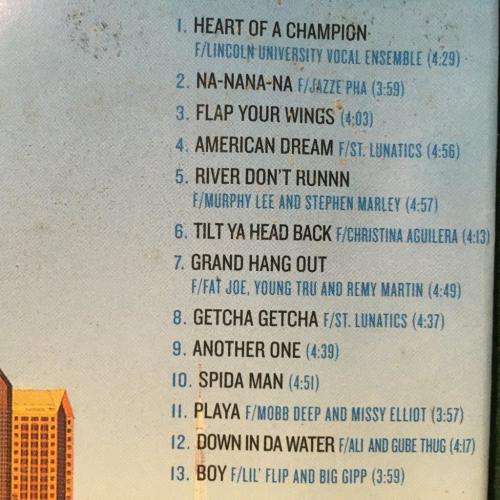 1. HEART OF A CHAMPION
F/LINCOLN UNIVERSITY VOCAL ENSEMBLE (4:29)
2. NA-NANA-NA F/JAZZE PHA (3:59)
3. FLAP YOUR WINGS (4:03)
4. AMERICAN DREAM F/ST. LUNATICS (4:56)
5. RIVER DON'T RUNNN
F/MURPHY LEE AND STEPHEN MARLEY (4:57)
6. TILT YA HEAD BACK F/CHRISTINA AGUILERA (4:13)
7. GRAND HANG OUT
F/FAT JOE, YOUNG TRU AND REMY MARTIN (4:49)
8. GETCHA GETCHA F/ST. LUNATICS (4:37)
9. ANOTHER ONE (4:39)
10. SPIDA MAN (4:51)
11. PLAYA F/MOBB DEEP AND MISSY ELLIOT (3:57)
12. DOWN IN DA WATER F/ALI AND GUBE THUG (4:17)
13. BOY F/LIL' FLIP AND BIG GIPP (3:59)